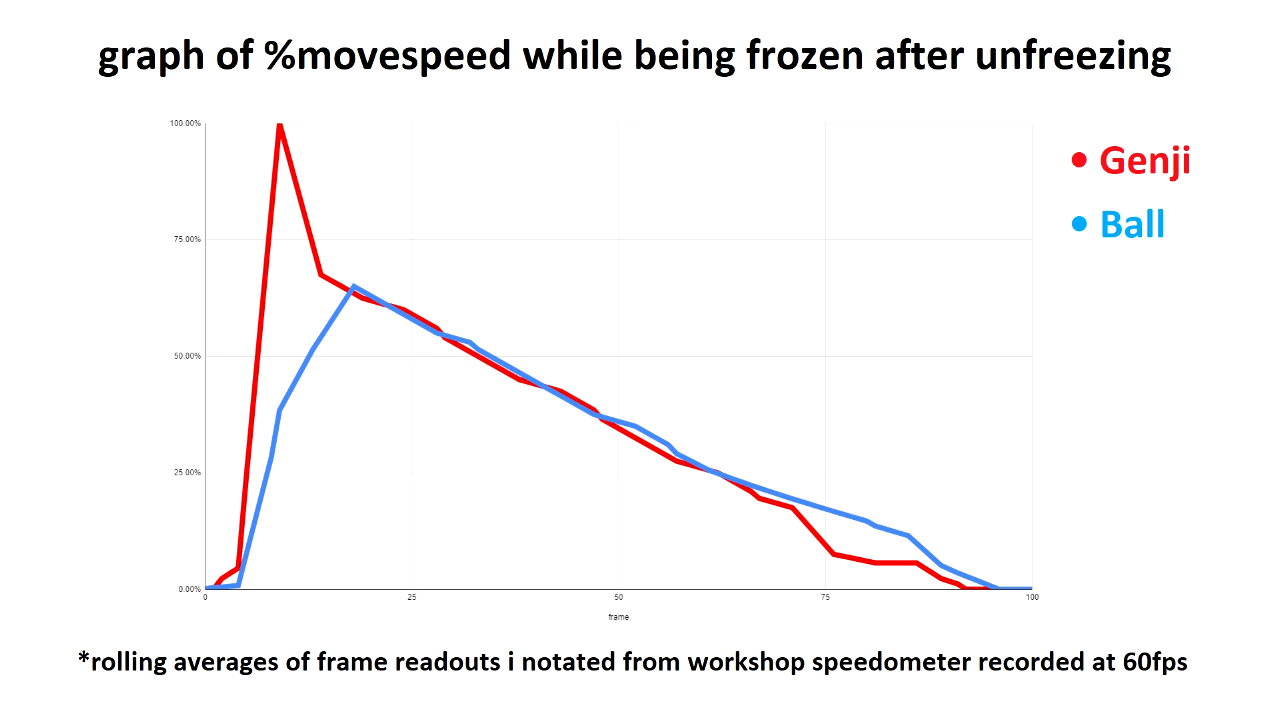 graph of %movespeed while being frozen after unfreezing
100.00%
75.00%
50.00%
25.00%
0.00%
0
25
50
75
100
frame
Genji
Ball
*rolling averages of frame readouts i notated from workshop speedometer recorded at 60fps